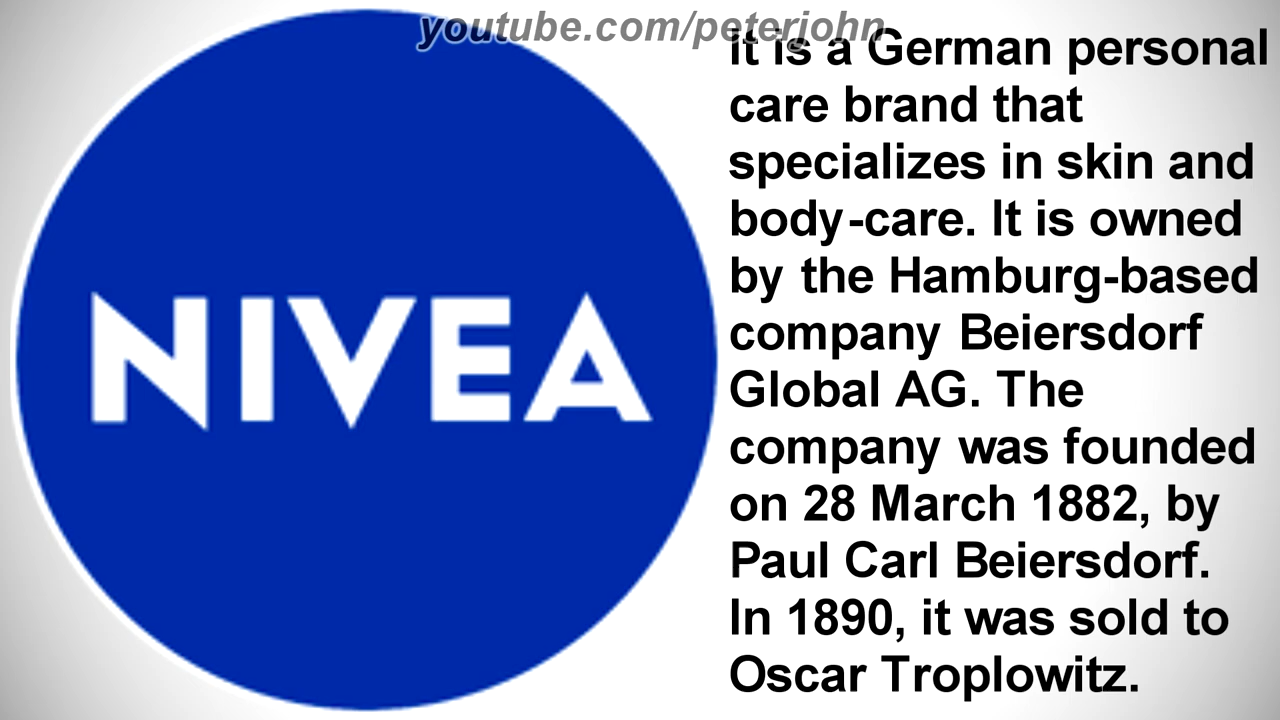 youtube.com/peterjohn
NIVEA
It is a German personal
care brand that
specializes in skin and
body-care. It is owned
by the Hamburg-based
company Beiersdorf
Global AG. The
company was founded
on 28 March 1882, by
Paul Carl Beiersdorf.
In 1890, it was sold to
Oscar Troplowitz.